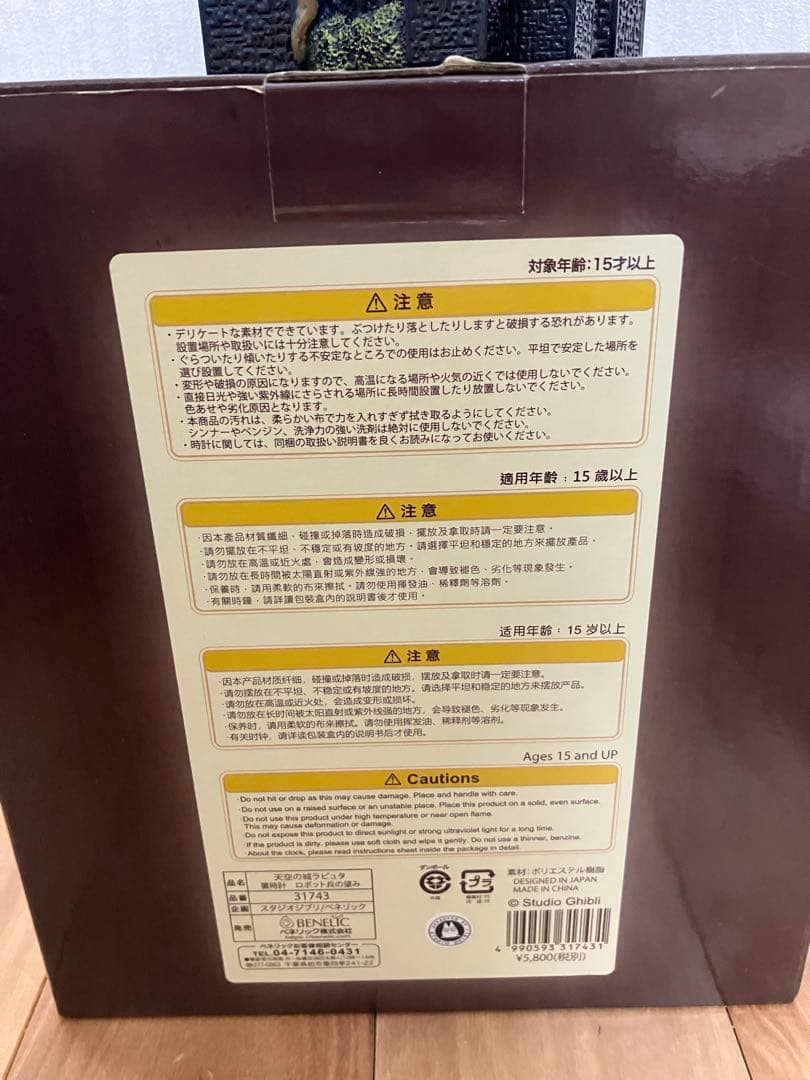 対象年齢：15才以上
⚠ 注意
・デリケートな素材でできています。ぶつけたり落としたりしますと破損する恐れがあります。
設置場所や取扱いには十分注意してください。
・ぐらついたり傾いたりする不安定なところでの使用はお止めください。平坦で安定した場所を
選び設置してください。
・変形や破損の原因になりますので、高温になる場所や火気の近くでは使用しないでください。
・直接日光や強い紫外線にさらされる場所に長時間設置したり放置しないでください。
色あせや劣化原因となります。
・本商品の汚れは、柔らかい布で力を入れすぎず拭き取るようにしてください。
シンナーやベンジン、洗浄力の強い洗剤は絶対に使用しないでください。
・時計に関しては、同梱の取扱い説明書を良くお読みになってお使いください。
適用年齡：15 歲以上
⚠ 注意
·因本產品材質纖細，碰撞或掉落時造成破損，擺放及拿取時請一定要注意。
·請勿擺放在不平坦、不穩定或有坡度的地方。請選擇平坦和穩定的地方來擺放產品。
·請勿放在高溫或近火處，會造成變形或損壞。
·請勿放在長時間被太陽直射或紫外線強的地方，會導致褪色、劣化等現象發生。
·保養時，請用柔軟的布來擦拭。請勿使用揮發油、稀釋劑等溶劑。
·有關時鐘，請詳讀包裝盒內的說明書後才使用。
适用年龄：15 岁以上
⚠ 注意
·因本产品材质纤细，碰撞或掉落时造成破损，摆放及拿取时请一定要注意。
·请勿摆放在不平坦、不稳定或有坡度的地方。请选择平坦和稳定的地方来摆放产品。
·请勿放在高温或近火处，会造成变形或损坏。
·请勿放在长时间被太阳直射或紫外线强的地方，会导致褪色、劣化等现象发生。
·保养时，请用柔软的布来擦拭。请勿使用挥发油、稀释剂等溶剂。
·有关时钟，请详读包装盒内的说明书后才使用。
Ages 15 and UP
⚠ Cautions
·Do not hit or drop as this may cause damage. Place and handle with care.
·Do not use on a raised surface or an unstable place. Place this product on a solid, even surface.
·Do not use this product under high temperature or near open flame.
This may cause deformation or damage.
·Do not expose this product to direct sunlight or strong ultraviolet light for a long time.
·If the product is dirty, please use soft cloth and wipe it gently. Do not use a thinner, benzine.
·About the clock, please read instructions sheet inside the package in detail.
品名 天空の城ラピュタ
置時計 ロボット兵の望み
品番 31743
企画 スタジオジブリ/ベネリック
発売 BENELIC
ベネリック株式会社
ベネリックお客様相談センター
TEL.04-7146-0431
〒277-0863 千葉県柏市豊四季241-22
ダンボール
外箱
プラ
素材：ポリエステル樹脂
DESIGNED IN JAPAN
MADE IN CHINA
© Studio Ghibli
4 990593 317431
¥5,800(税別)